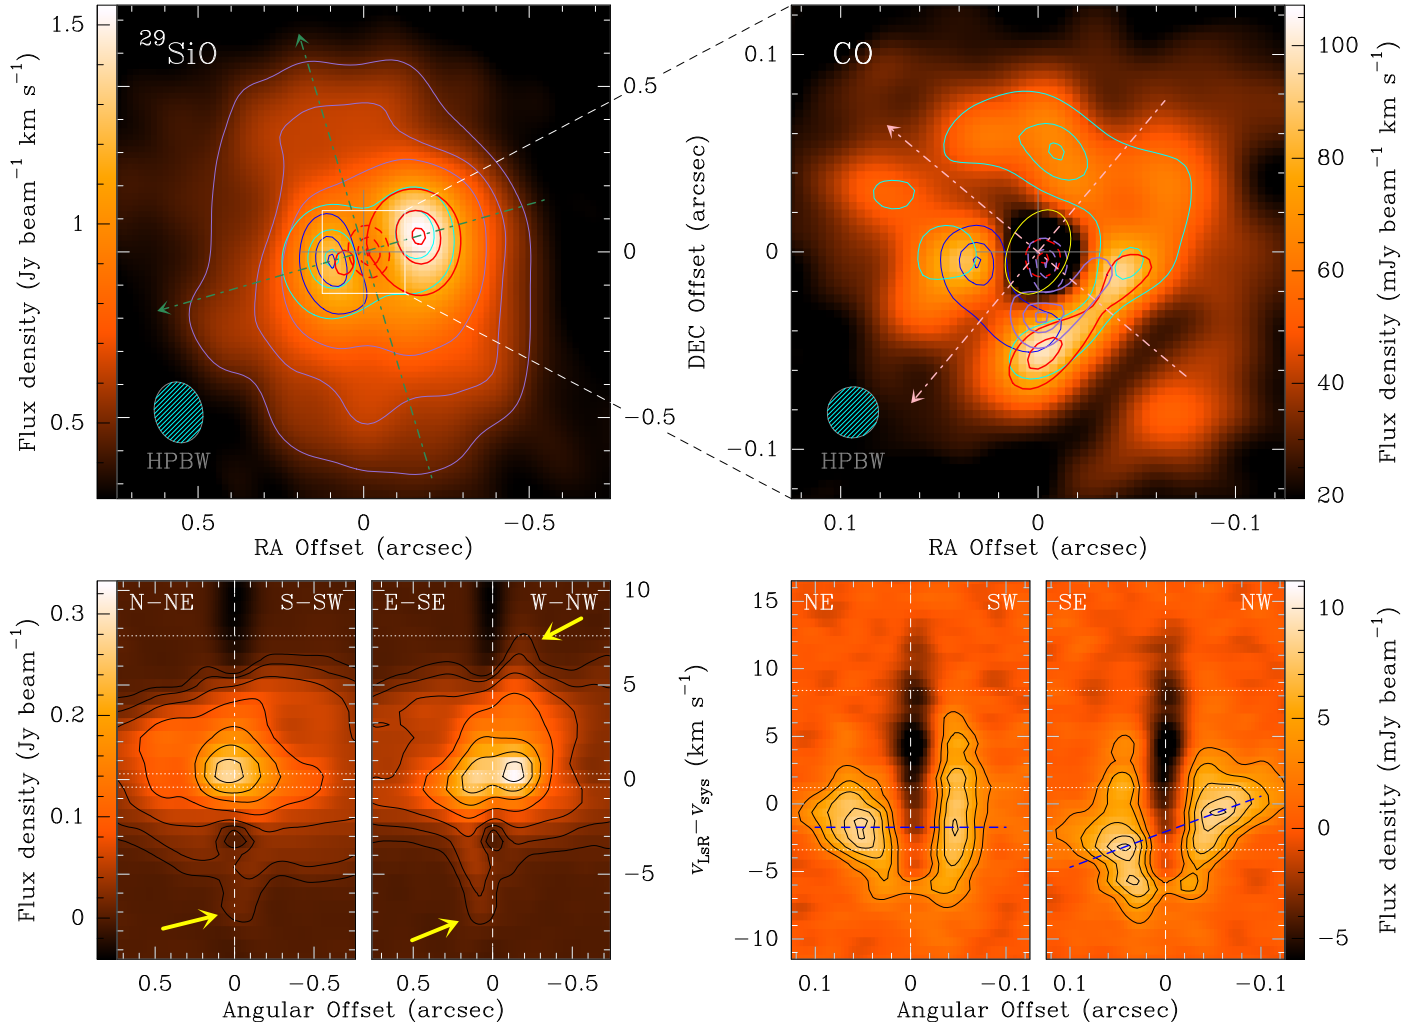 ²⁹SiO
HPBW
1.5
1
0.5
Flux density (Jy beam⁻¹ km s⁻¹)
0.5
0
−0.5
0.5
0
−0.5
RA Offset (arcsec)
DEC Offset (arcsec)
CO
HPBW
0.1
0
−0.1
0.1
0
−0.1
RA Offset (arcsec)
100
80
60
40
20
Flux density (mJy beam⁻¹ km s⁻¹)
N−NE
S−SW
E−SE
W−NW
0.3
0.2
0.1
0
Flux density (Jy beam⁻¹)
10
5
0
−5
0.5
0
−0.5
0.5
0
−0.5
Angular Offset (arcsec)
v_LSR−v_sys (km s⁻¹)
NE
SW
SE
NW
15
10
5
0
−5
−10
0.1
0
−0.1
0.1
0
−0.1
Angular Offset (arcsec)
10
5
0
−5
Flux density (mJy beam⁻¹)